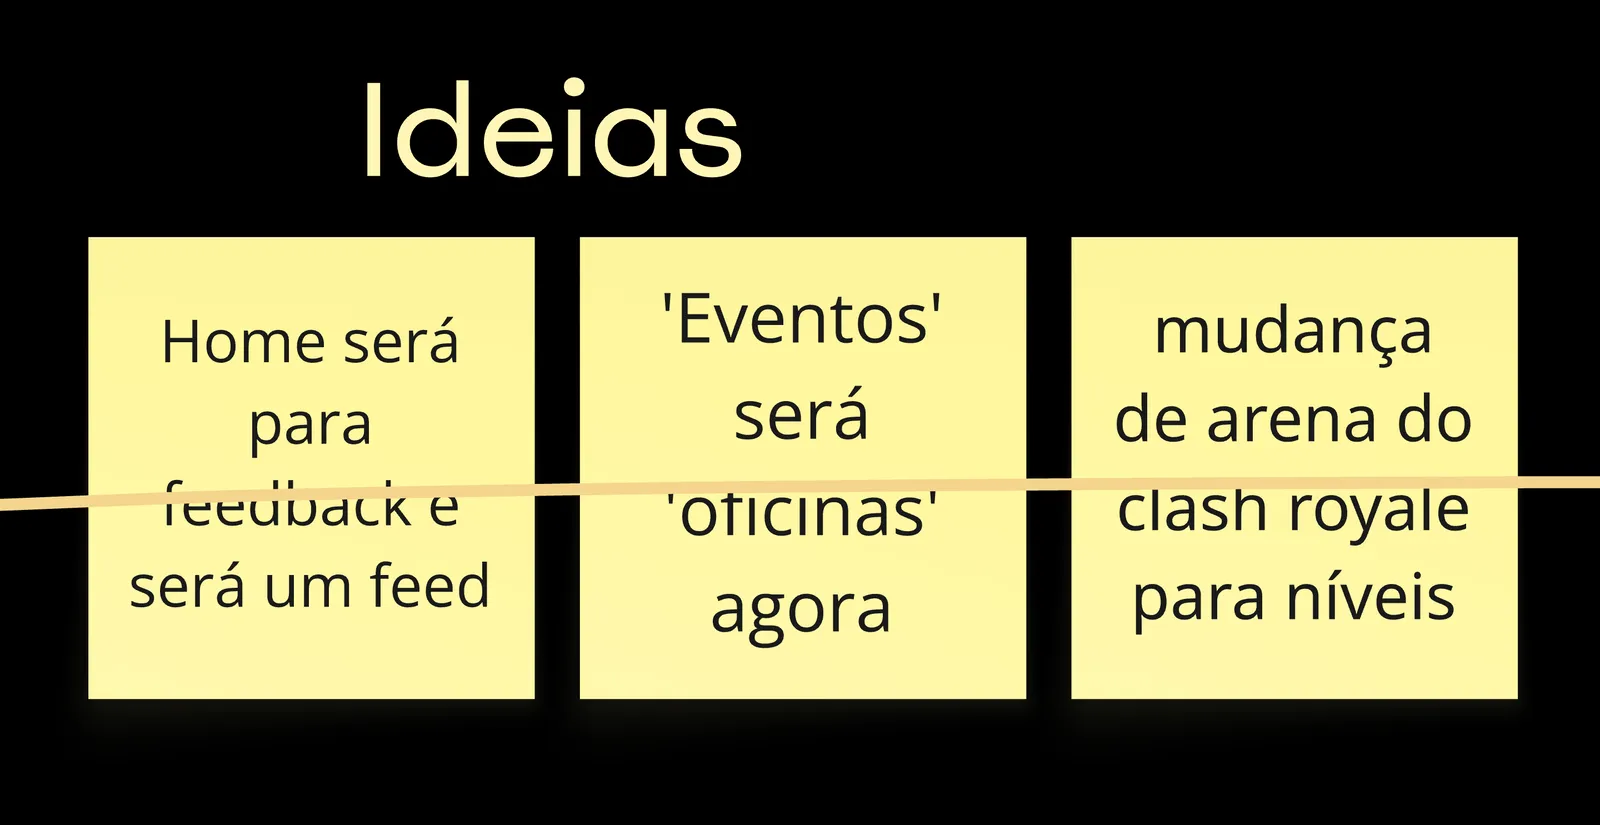 Ideias
Home será
para
feedback e
será um feed
'Eventos'
será
'oficinas'
agora
mudança
de arena do
clash royale
para níveis